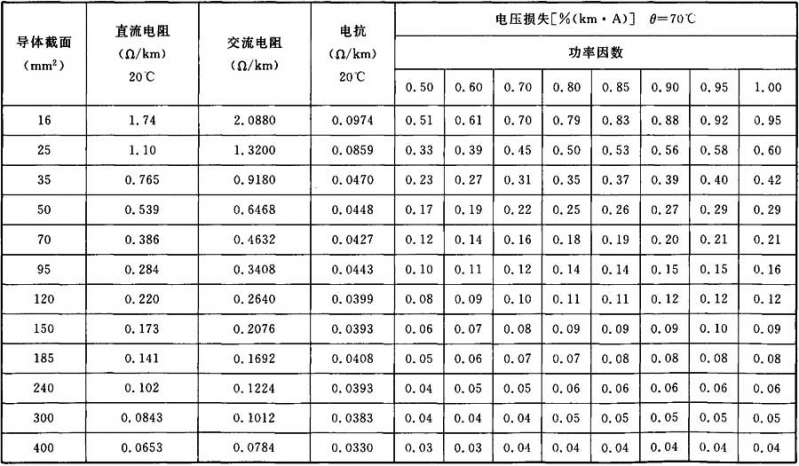 导体截面 (mm²) 直流电阻 (Ω/km) 20℃ 交流电阻 (Ω/km) 电抗 (Ω/km) 20℃ 电压损失[%(km·A)] θ=70℃
功率因数
0.50 0.60 0.70 0.80 0.85 0.90 0.95 1.00
16 1.74 2.0880 0.0974 0.51 0.61 0.70 0.79 0.83 0.88 0.92 0.95
25 1.10 1.3200 0.0859 0.33 0.39 0.45 0.50 0.53 0.56 0.58 0.60
35 0.765 0.9180 0.0470 0.23 0.27 0.31 0.35 0.37 0.39 0.40 0.42
50 0.539 0.6468 0.0448 0.17 0.19 0.22 0.25 0.26 0.27 0.29 0.29
70 0.386 0.4632 0.0427 0.12 0.14 0.16 0.18 0.19 0.20 0.21 0.21
95 0.284 0.3408 0.0443 0.10 0.11 0.12 0.14 0.14 0.15 0.15 0.16
120 0.220 0.2640 0.0399 0.08 0.09 0.10 0.11 0.11 0.12 0.12 0.12
150 0.173 0.2076 0.0393 0.06 0.07 0.08 0.09 0.09 0.09 0.10 0.09
185 0.141 0.1692 0.0408 0.05 0.06 0.07 0.07 0.08 0.08 0.08 0.08
240 0.102 0.1224 0.0393 0.04 0.05 0.05 0.06 0.06 0.06 0.06 0.06
300 0.0843 0.1012 0.0383 0.04 0.04 0.04 0.05 0.05 0.05 0.05 0.05
400 0.0653 0.0784 0.0330 0.03 0.03 0.04 0.04 0.04 0.04 0.04 0.04